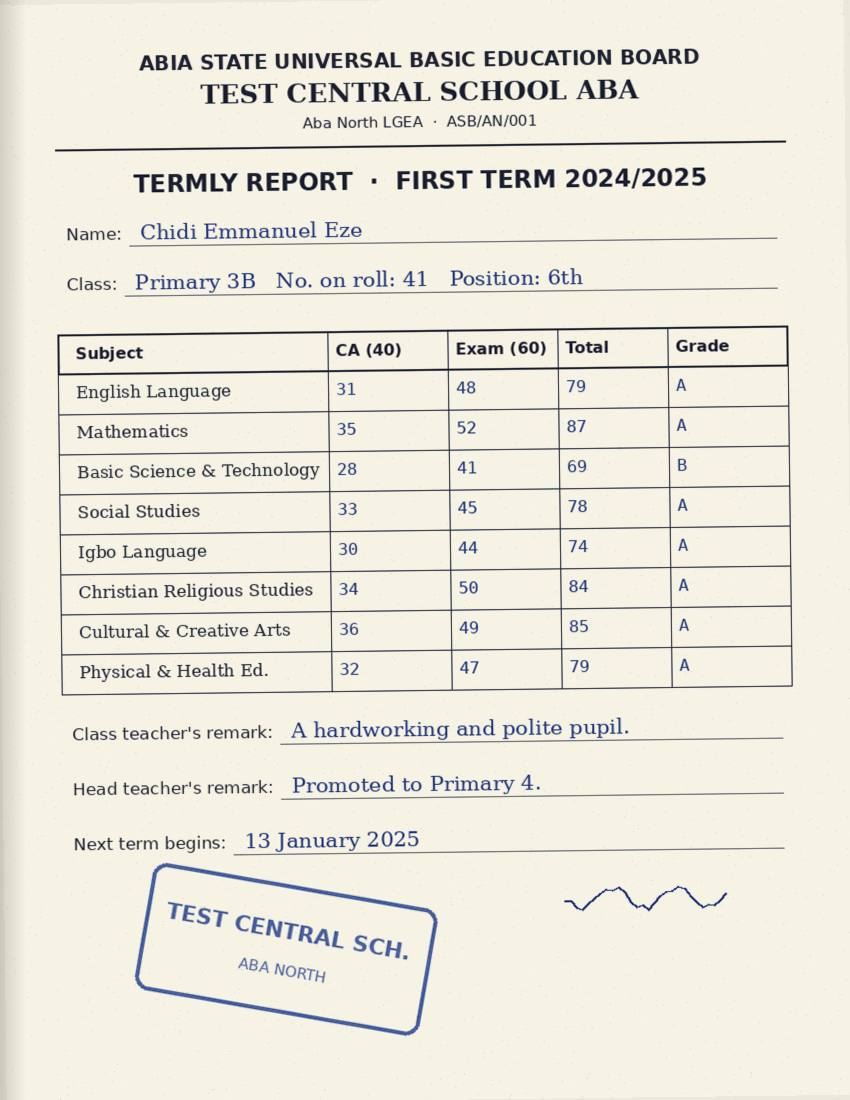 ABIA STATE UNIVERSAL BASIC EDUCATION BOARD
TEST CENTRAL SCHOOL ABA
Aba North LGEA · ASB/AN/001
TERMLY REPORT · FIRST TERM 2024/2025
Name: Chidi Emmanuel Eze
Class: Primary 3B No. on roll: 41 Position: 6th
Subject CA (40) Exam (60) Total Grade
English Language 31 48 79 A
Mathematics 35 52 87 A
Basic Science & Technology 28 41 69 B
Social Studies 33 45 78 A
Igbo Language 30 44 74 A
Christian Religious Studies 34 50 84 A
Cultural & Creative Arts 36 49 85 A
Physical & Health Ed. 32 47 79 A
Class teacher's remark: A hardworking and polite pupil.
Head teacher's remark: Promoted to Primary 4.
Next term begins: 13 January 2025
TEST CENTRAL SCH.
ABA NORTH